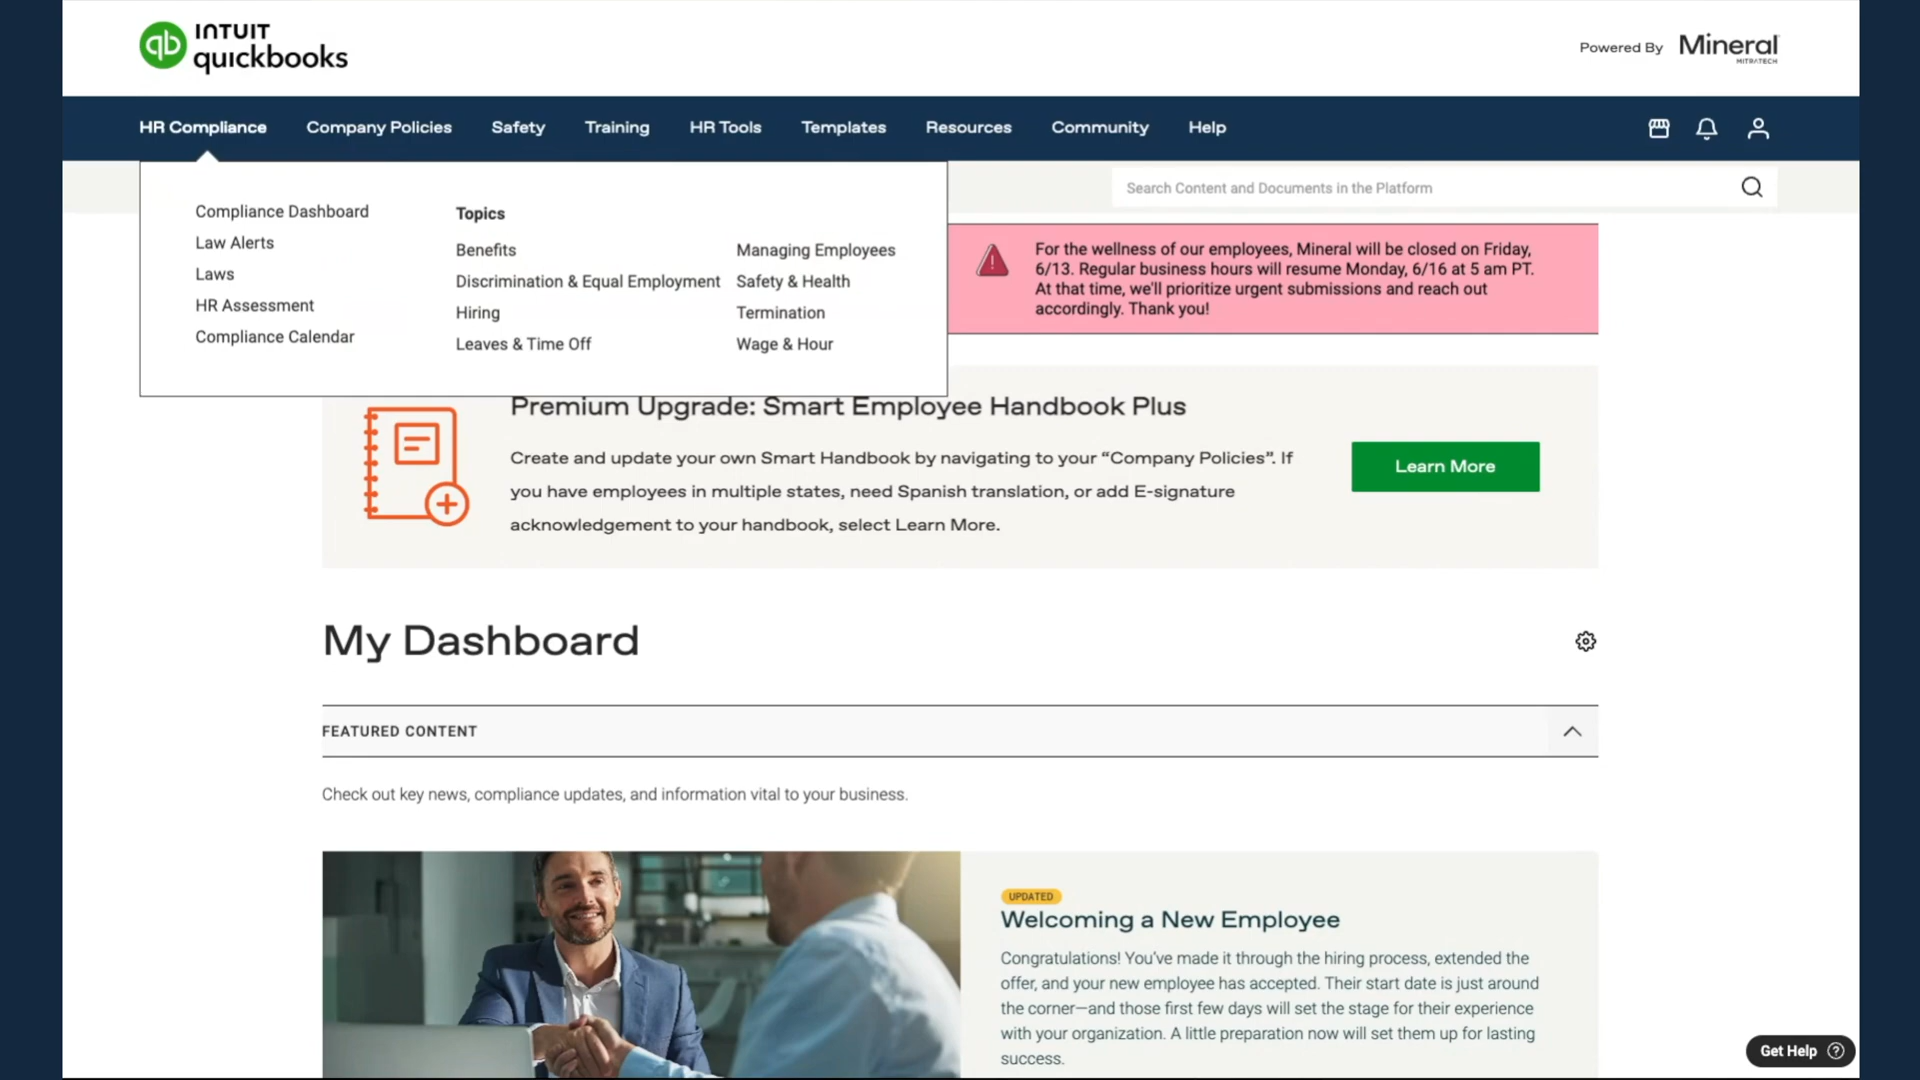 INTUIT
quickbooks
Powered By Mineral
MITRATECH
HR Compliance Company Policies Safety Training HR Tools Templates Resources Community Help
Search Content and Documents in the Platform
Compliance Dashboard
Law Alerts
Laws
HR Assessment
Compliance Calendar
Topics
Benefits
Discrimination & Equal Employment
Hiring
Leaves & Time Off
Managing Employees
Safety & Health
Termination
Wage & Hour
For the wellness of our employees, Mineral will be closed on Friday,
6/13. Regular business hours will resume Monday, 6/16 at 5 am PT.
At that time, we'll prioritize urgent submissions and reach out
accordingly. Thank you!
Premium Upgrade: Smart Employee Handbook Plus
Create and update your own Smart Handbook by navigating to your “Company Policies”. If
you have employees in multiple states, need Spanish translation, or add E-signature
acknowledgement to your handbook, select Learn More.
Learn More
My Dashboard
FEATURED CONTENT
Check out key news, compliance updates, and information vital to your business.
UPDATED
Welcoming a New Employee
Congratulations! You’ve made it through the hiring process, extended the
offer, and your new employee has accepted. Their start date is just around
the corner—and those first few days will set the stage for their experience
with your organization. A little preparation now will set them up for lasting
success.
Get Help